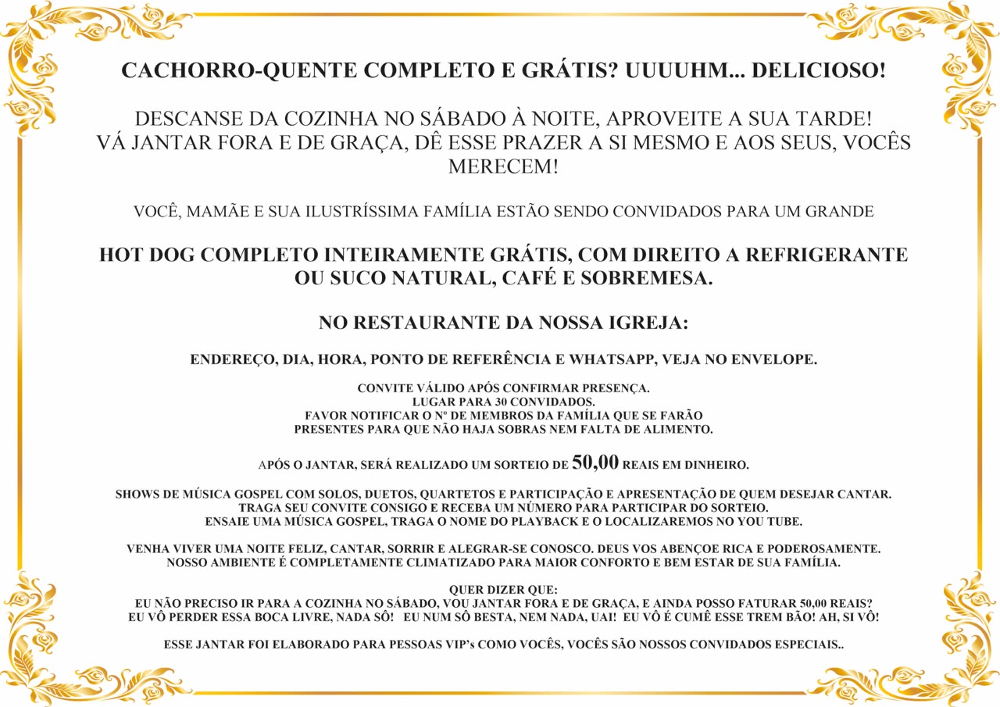 CACHORRO-QUENTE COMPLETO E GRÁTIS? UUUUHM... DELICIOSO!
DESCANSE DA COZINHA NO SÁBADO À NOITE, APROVEITE A SUA TARDE!
VÁ JANTAR FORA E DE GRAÇA, DÊ ESSE PRAZER A SI MESMO E AOS SEUS, VOCÊS
MERECEM!
VOCÊ, MAMÃE E SUA ILUSTRÍSSIMA FAMÍLIA ESTÃO SENDO CONVIDADOS PARA UM GRANDE
HOT DOG COMPLETO INTEIRAMENTE GRÁTIS, COM DIREITO A REFRIGERANTE
OU SUCO NATURAL, CAFÉ E SOBREMESA.
NO RESTAURANTE DA NOSSA IGREJA:
ENDEREÇO, DIA, HORA, PONTO DE REFERÊNCIA E WHATSAPP, VEJA NO ENVELOPE.
CONVITE VÁLIDO APÓS CONFIRMAR PRESENÇA.
LUGAR PARA 30 CONVIDADOS.
FAVOR NOTIFICAR O Nº DE MEMBROS DA FAMÍLIA QUE SE FARÃO
PRESENTES PARA QUE NÃO HAJA SOBRAS NEM FALTA DE ALIMENTO.
APÓS O JANTAR, SERÁ REALIZADO UM SORTEIO DE 50,00 REAIS EM DINHEIRO.
SHOWS DE MÚSICA GOSPEL COM SOLOS, DUETOS, QUARTETOS E PARTICIPAÇÃO E APRESENTAÇÃO DE QUEM DESEJAR CANTAR.
TRAGA SEU CONVITE CONSIGO E RECEBA UM NÚMERO PARA PARTICIPAR DO SORTEIO.
ENSAIE UMA MÚSICA GOSPEL, TRAGA O NOME DO PLAYBACK E O LOCALIZAREMOS NO YOU TUBE.
VENHA VIVER UMA NOITE FELIZ, CANTAR, SORRIR E ALEGRAR-SE CONOSCO. DEUS VOS ABENÇOE RICA E PODEROSAMENTE.
NOSSO AMBIENTE É COMPLETAMENTE CLIMATIZADO PARA MAIOR CONFORTO E BEM ESTAR DE SUA FAMÍLIA.
QUER DIZER QUE:
EU NÃO PRECISO IR PARA A COZINHA NO SÁBADO, VOU JANTAR FORA E DE GRAÇA, E AINDA POSSO FATURAR 50,00 REAIS?
EU VÔ PERDER ESSA BOCA LIVRE, NADA SÔ! EU NUM SÔ BESTA, NEM NADA, UAI! EU VÔ É CUMÊ ESSE TREM BÃO! AH, SI VÔ!
ESSE JANTAR FOI ELABORADO PARA PESSOAS VIP's COMO VOCÊS, VOCÊS SÃO NOSSOS CONVIDADOS ESPECIAIS..